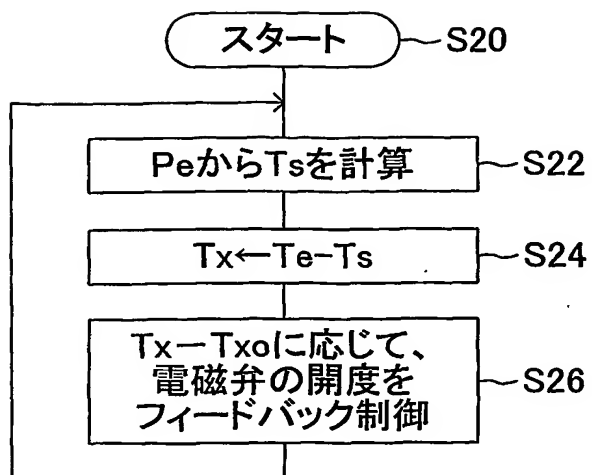 スタート
S20
PeからTsを計算
S22
Tx←Te-Ts
S24
Tx-Txoに応じて、
電磁弁の開度を
フィードバック制御
S26